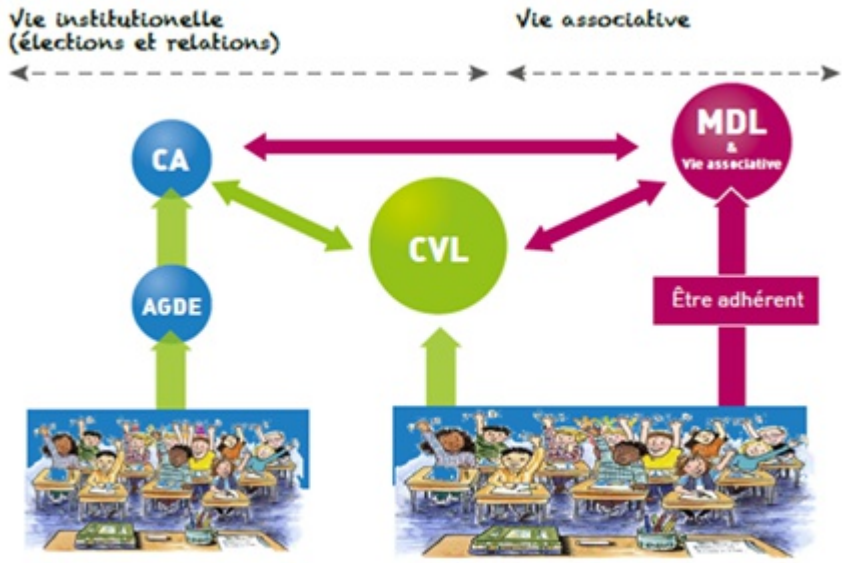 Vie institutionelle
(élections et relations)
Vie associative
CA
MDL
&
Vie associative
CVL
AGDE
Être adhérent